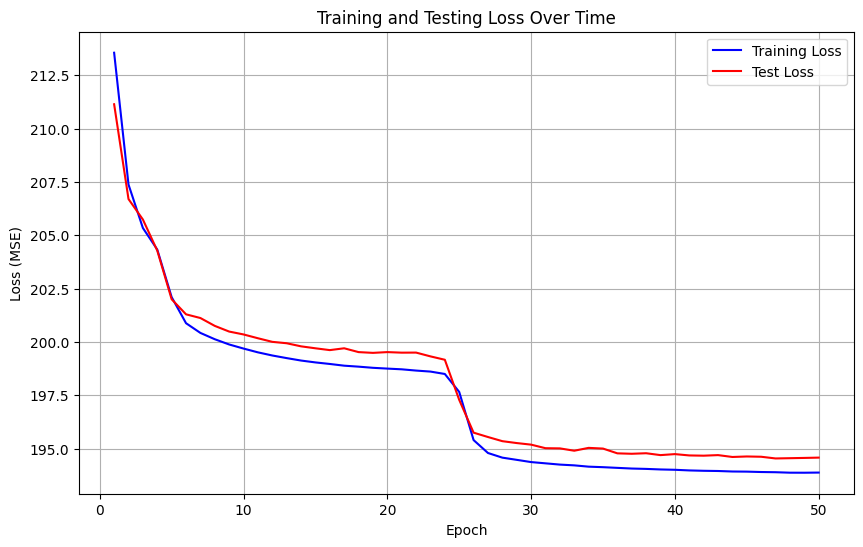 Training and Testing Loss Over Time
Training Loss
Test Loss
212.5
210.0
207.5
205.0
202.5
200.0
197.5
195.0
Loss (MSE)
0
10
20
30
40
50
Epoch